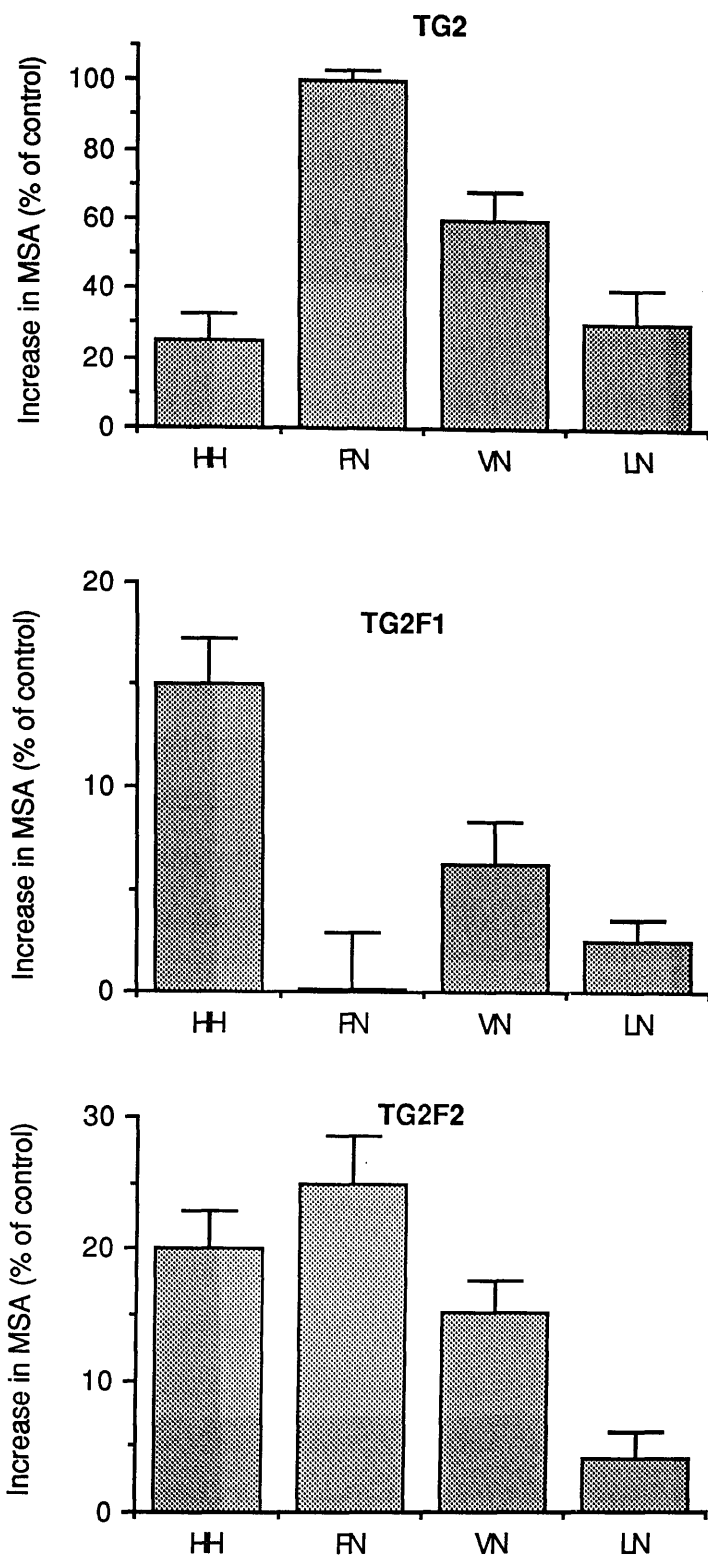 TG2
Increase in MSA (% of control)
100
80
60
40
20
0
HH
FN
VN
LN
TG2F1
Increase in MSA (% of control)
20
10
0
HH
FN
VN
LN
TG2F2
Increase in MSA (% of control)
30
20
10
0
HH
FN
VN
LN